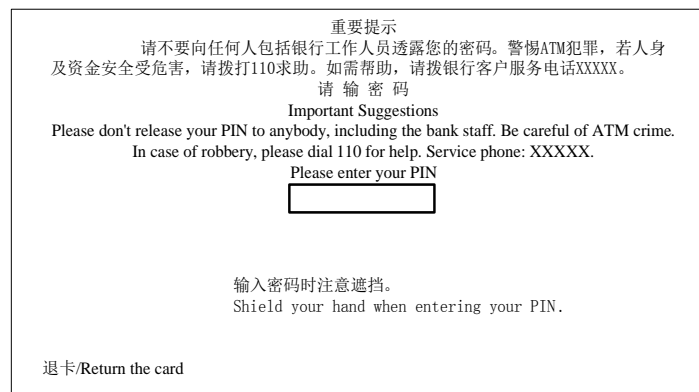 重要提示
请不要向任何人包括银行工作人员透露您的密码。警惕ATM犯罪，若人身
及资金安全受危害，请拨打110求助。如需帮助，请拨银行客户服务电话XXXXX。
请 输 密 码
Important Suggestions
Please don't release your PIN to anybody, including the bank staff. Be careful of ATM crime.
In case of robbery, please dial 110 for help. Service phone: XXXXX.
Please enter your PIN
输入密码时注意遮挡。
Shield your hand when entering your PIN.
退卡/Return the card